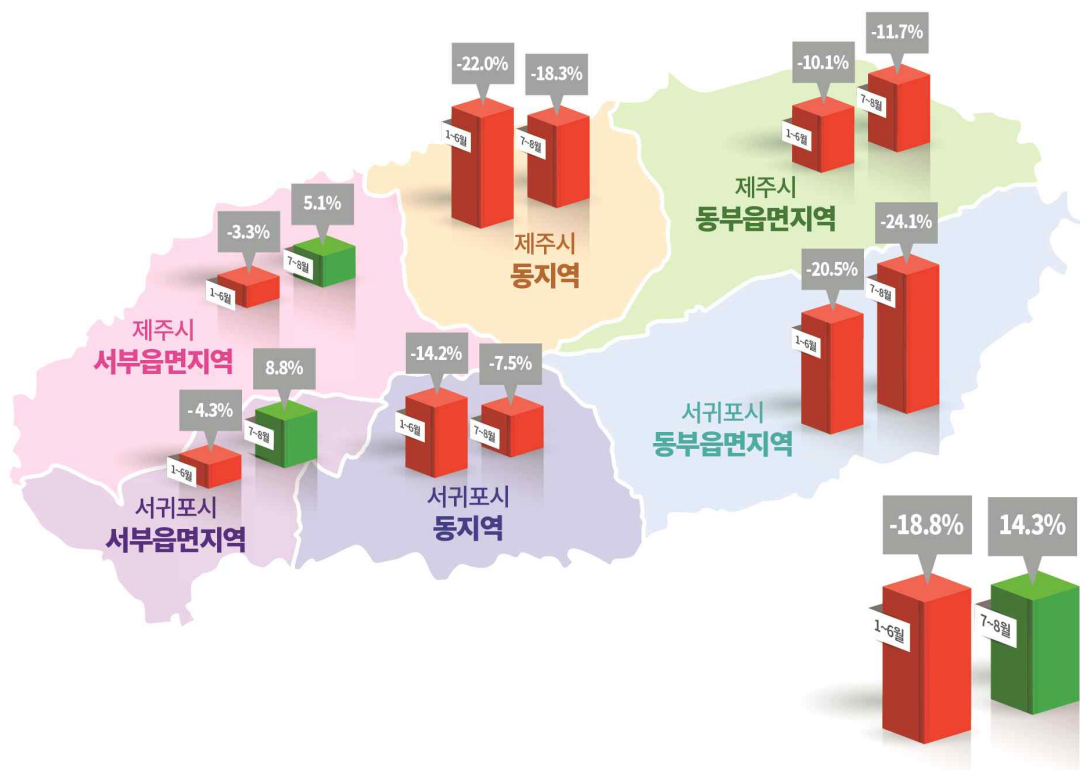 -22.0%
1~6월
-18.3%
7~8월
제주시
동지역
-10.1%
1~6월
-11.7%
7~8월
제주시
동부읍면지역
-3.3%
1~6월
5.1%
7~8월
제주시
서부읍면지역
-20.5%
1~6월
-24.1%
7~8월
서귀포시
동부읍면지역
-4.3%
1~6월
8.8%
7~8월
서귀포시
서부읍면지역
-14.2%
1~6월
-7.5%
7~8월
서귀포시
동지역
-18.8%
1~6월
14.3%
7~8월